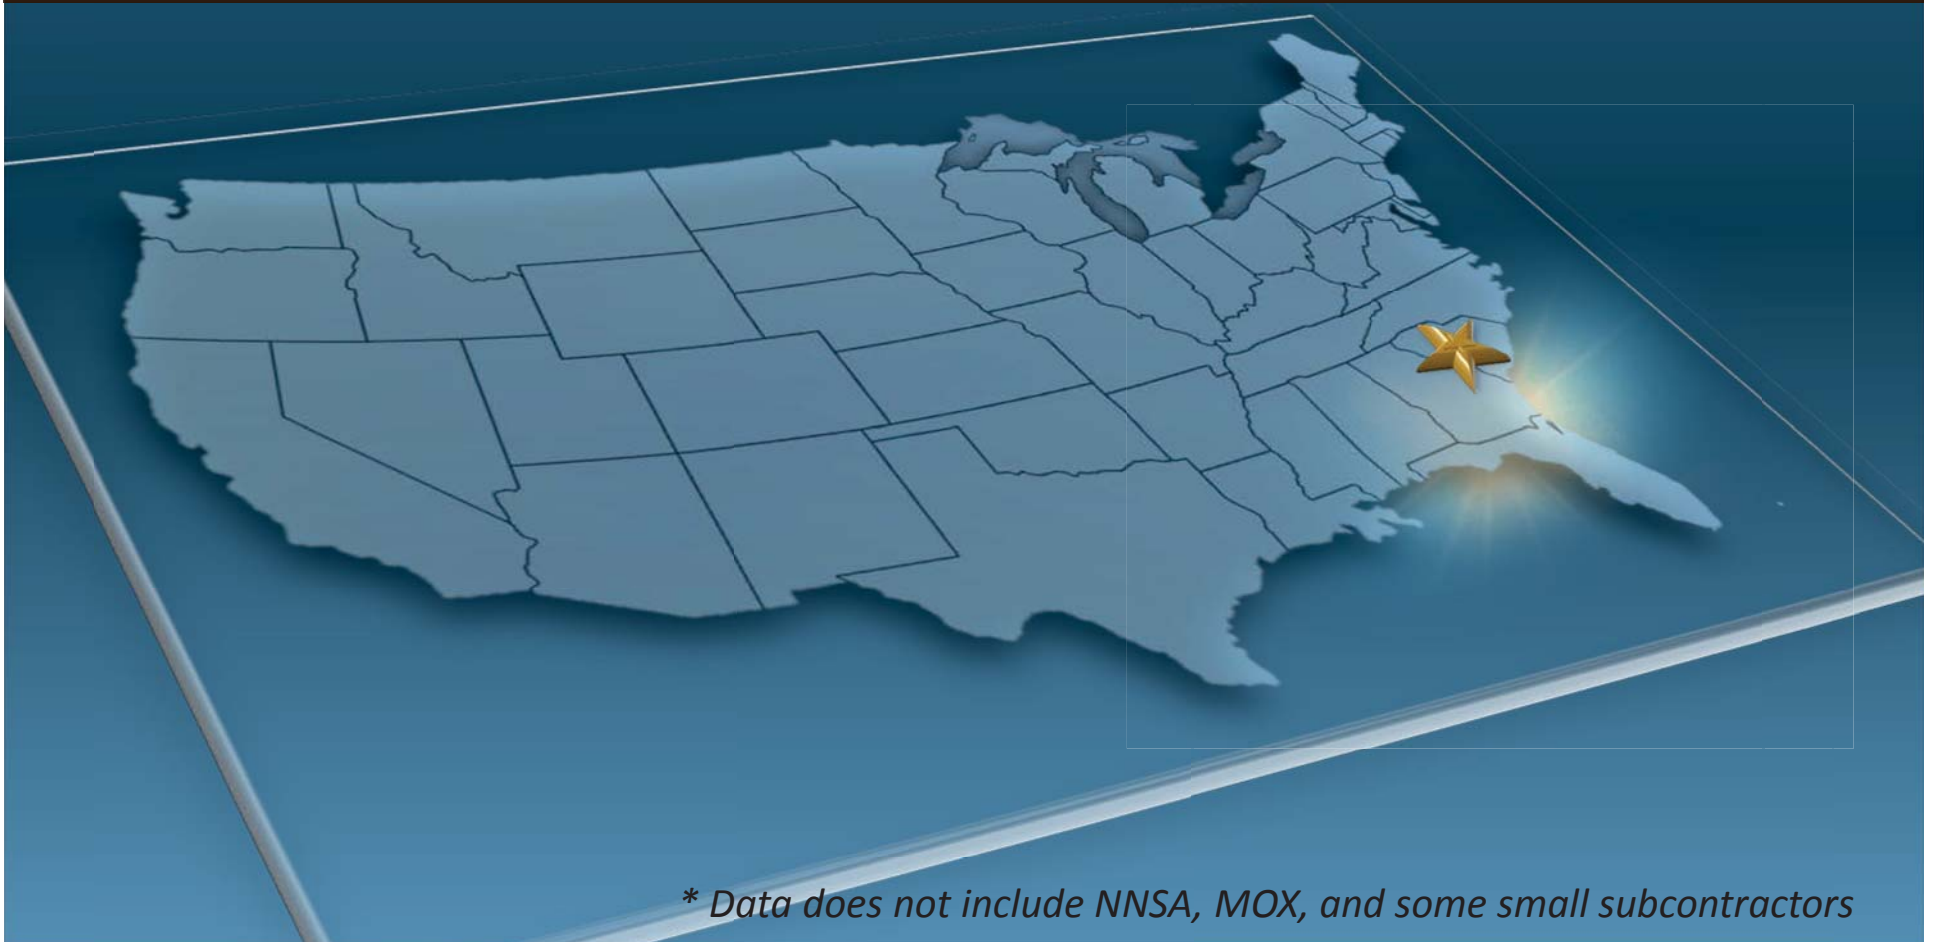 * Data does not include NNSA, MOX, and some small subcontractors